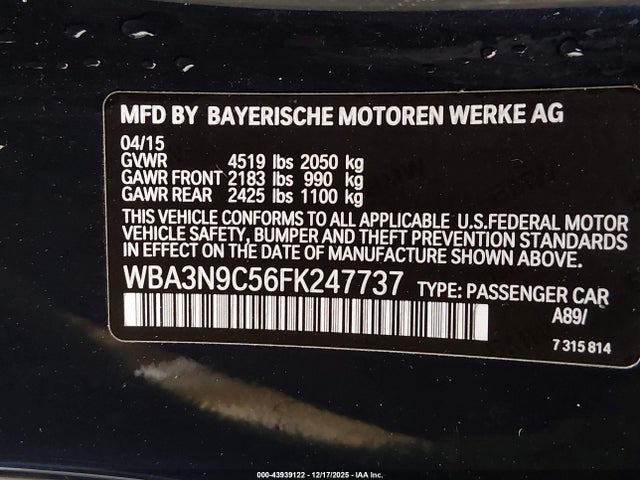 MFD BY BAYERISCHE MOTOREN WERKE AG
04/15
GVWR 4519 lbs 2050 kg
GAWR FRONT 2183 lbs 990 kg
GAWR REAR 2425 lbs 1100 kg
THIS VEHICLE CONFORMS TO ALL APPLICABLE U.S.FEDERAL MOTOR
VEHICLE SAFETY, BUMPER AND THEFT PREVENTION STANDARDS
IN EFFECT ON THE DATE OF MANUFACTURE SHOWN ABOVE.
WBA3N9C56FK247737 TYPE: PASSENGER CAR
A89/
7 315 814
000-43939122 - 12/17/2025 - IAA Inc.